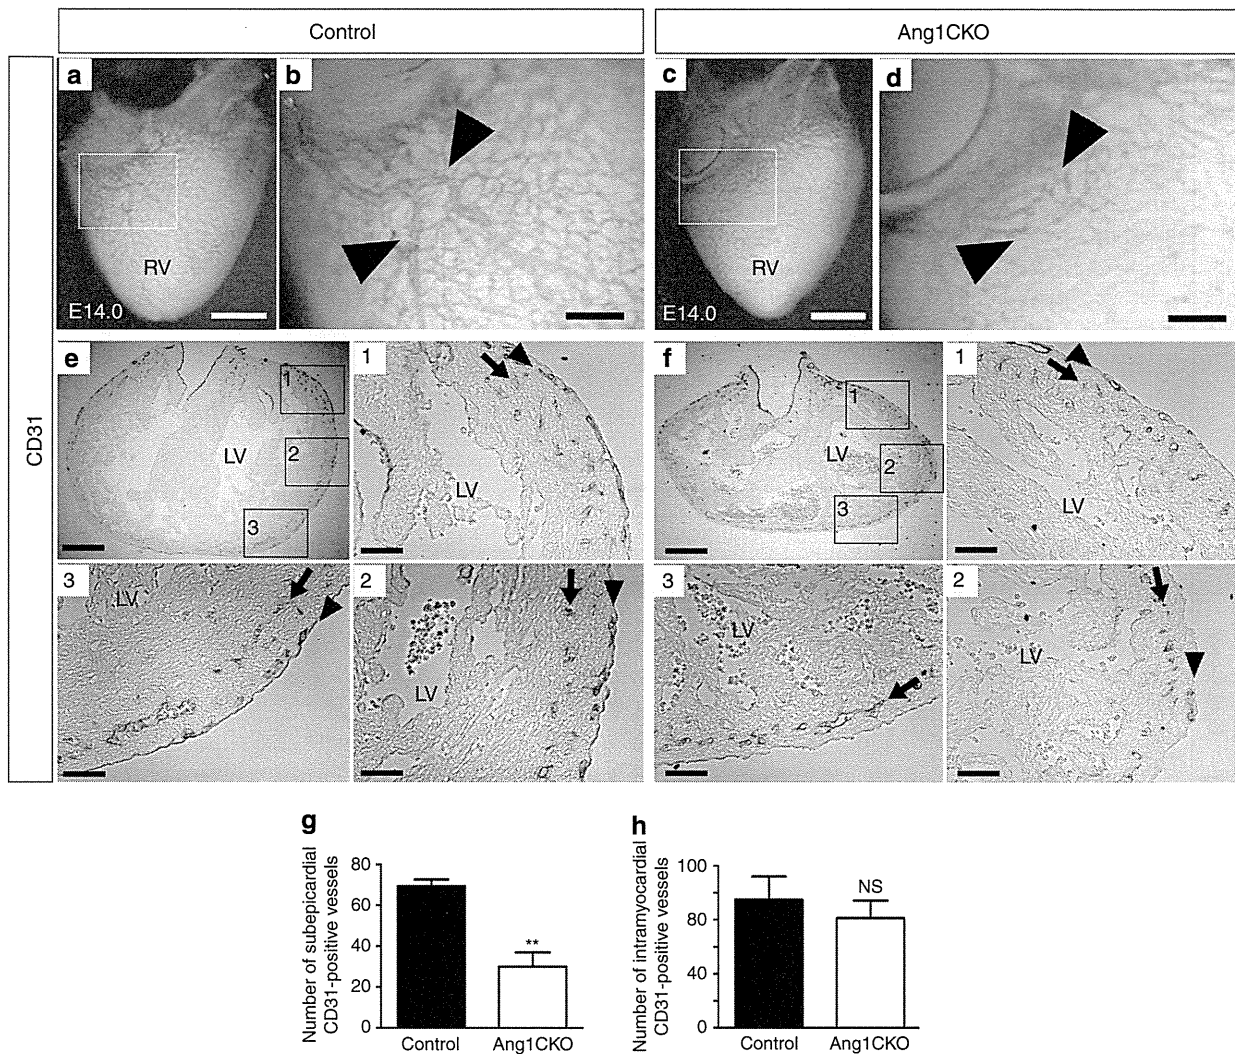 Control
Ang1CKO
CD31
a
RV
E14.0
b
c
RV
E14.0
d
e
1
2
3
LV
1
LV
f
1
2
3
LV
1
LV
3
LV
2
LV
3
LV
2
LV
g
Number of subepicardial
CD31-positive vessels
80
60
40
20
0
**
Control
Ang1CKO
h
Number of intramyocardial
CD31-positive vessels
100
80
40
0
NS
Control
Ang1CKO